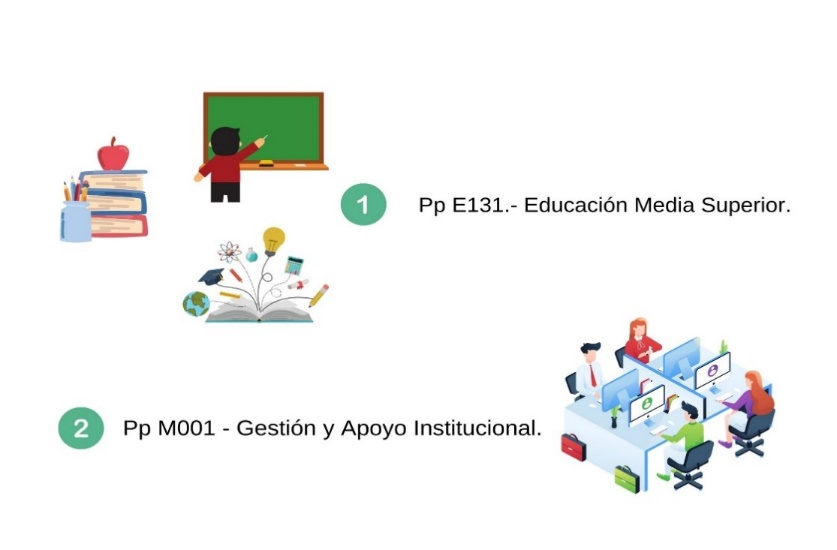 1 Pp E131.- Educación Media Superior.
2 Pp M001 - Gestión y Apoyo Institucional.